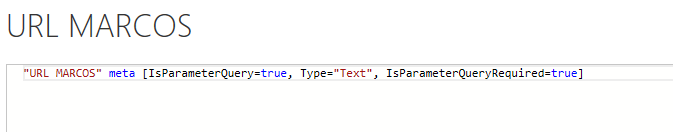 URL MARCOS
"URL MARCOS" meta [IsParameterQuery=true, Type="Text", IsParameterQueryRequired=true]